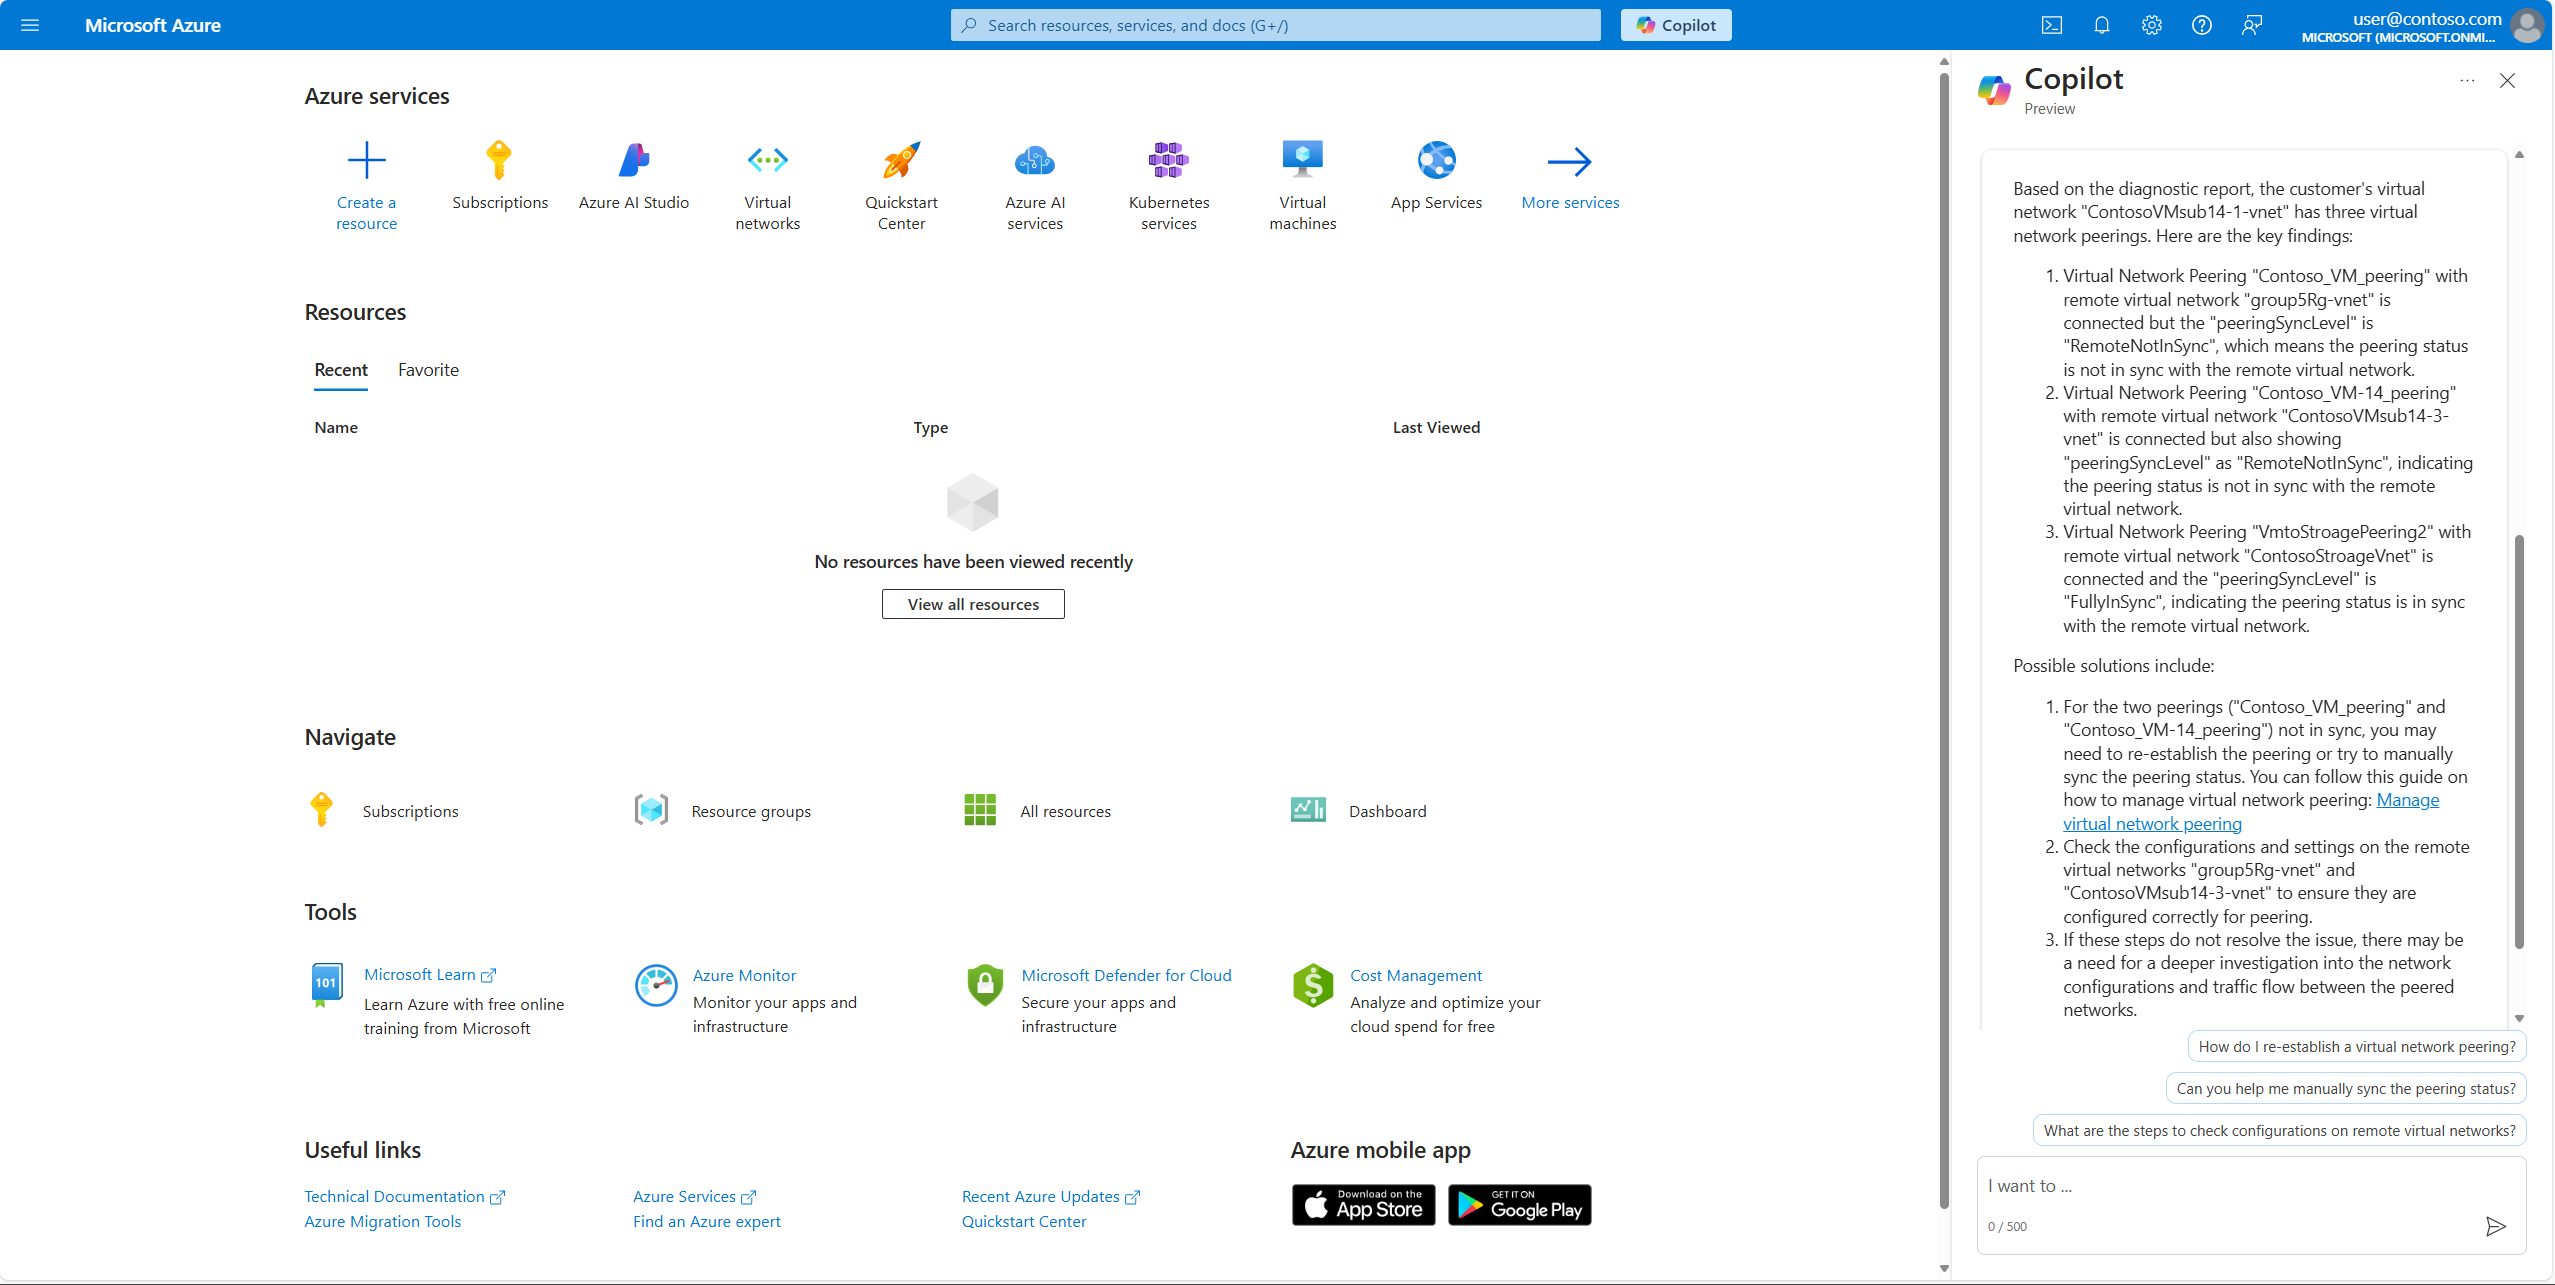 Microsoft Azure
Search resources, services, and docs (G+/)
Copilot
user@contoso.com
MICROSOFT (MICROSOFT.ONMI...
Azure services
Create a
resource
Subscriptions
Azure AI Studio
Virtual
networks
Quickstart
Center
Azure AI
services
Kubernetes
services
Virtual
machines
App Services
More services
Resources
Recent
Favorite
Name
Type
Last Viewed
No resources have been viewed recently
View all resources
Navigate
Subscriptions
Resource groups
All resources
Dashboard
Tools
101
Microsoft Learn
Learn Azure with free online
training from Microsoft
Azure Monitor
Monitor your apps and
infrastructure
Microsoft Defender for Cloud
Secure your apps and
infrastructure
$
Cost Management
Analyze and optimize your
cloud spend for free
Useful links
Technical Documentation
Azure Migration Tools
Azure Services
Find an Azure expert
Recent Azure Updates
Quickstart Center
Azure mobile app
Download on the
App Store
GET IT ON
Google Play
Copilot
...
Preview
Based on the diagnostic report, the customer's virtual
network "ContosoVMsub14-1-vnet" has three virtual
network peerings. Here are the key findings:
1. Virtual Network Peering "Contoso_VM_peering" with
remote virtual network "group5Rg-vnet" is
connected but the "peeringSyncLevel" is
"RemoteNotInSync", which means the peering status
is not in sync with the remote virtual network.
2. Virtual Network Peering "Contoso_VM-14_peering"
with remote virtual network "ContosoVMsub14-3-
vnet" is connected but also showing
"peeringSyncLevel" as "RemoteNotInSync", indicating
the peering status is not in sync with the remote
virtual network.
3. Virtual Network Peering "VmtoStroagePeering2" with
remote virtual network "ContosoStroageVnet" is
connected and the "peeringSyncLevel" is
"FullyInSync", indicating the peering status is in sync
with the remote virtual network.
Possible solutions include:
1. For the two peerings ("Contoso_VM_peering" and
"Contoso_VM-14_peering") not in sync, you may
need to re-establish the peering or try to manually
sync the peering status. You can follow this guide on
how to manage virtual network peering: Manage
virtual network peering
2. Check the configurations and settings on the remote
virtual networks "group5Rg-vnet" and
"ContosoVMsub14-3-vnet" to ensure they are
configured correctly for peering.
3. If these steps do not resolve the issue, there may be
a need for a deeper investigation into the network
configurations and traffic flow between the peered
networks.
How do I re-establish a virtual network peering?
Can you help me manually sync the peering status?
What are the steps to check configurations on remote virtual networks?
I want to ...
0 / 500